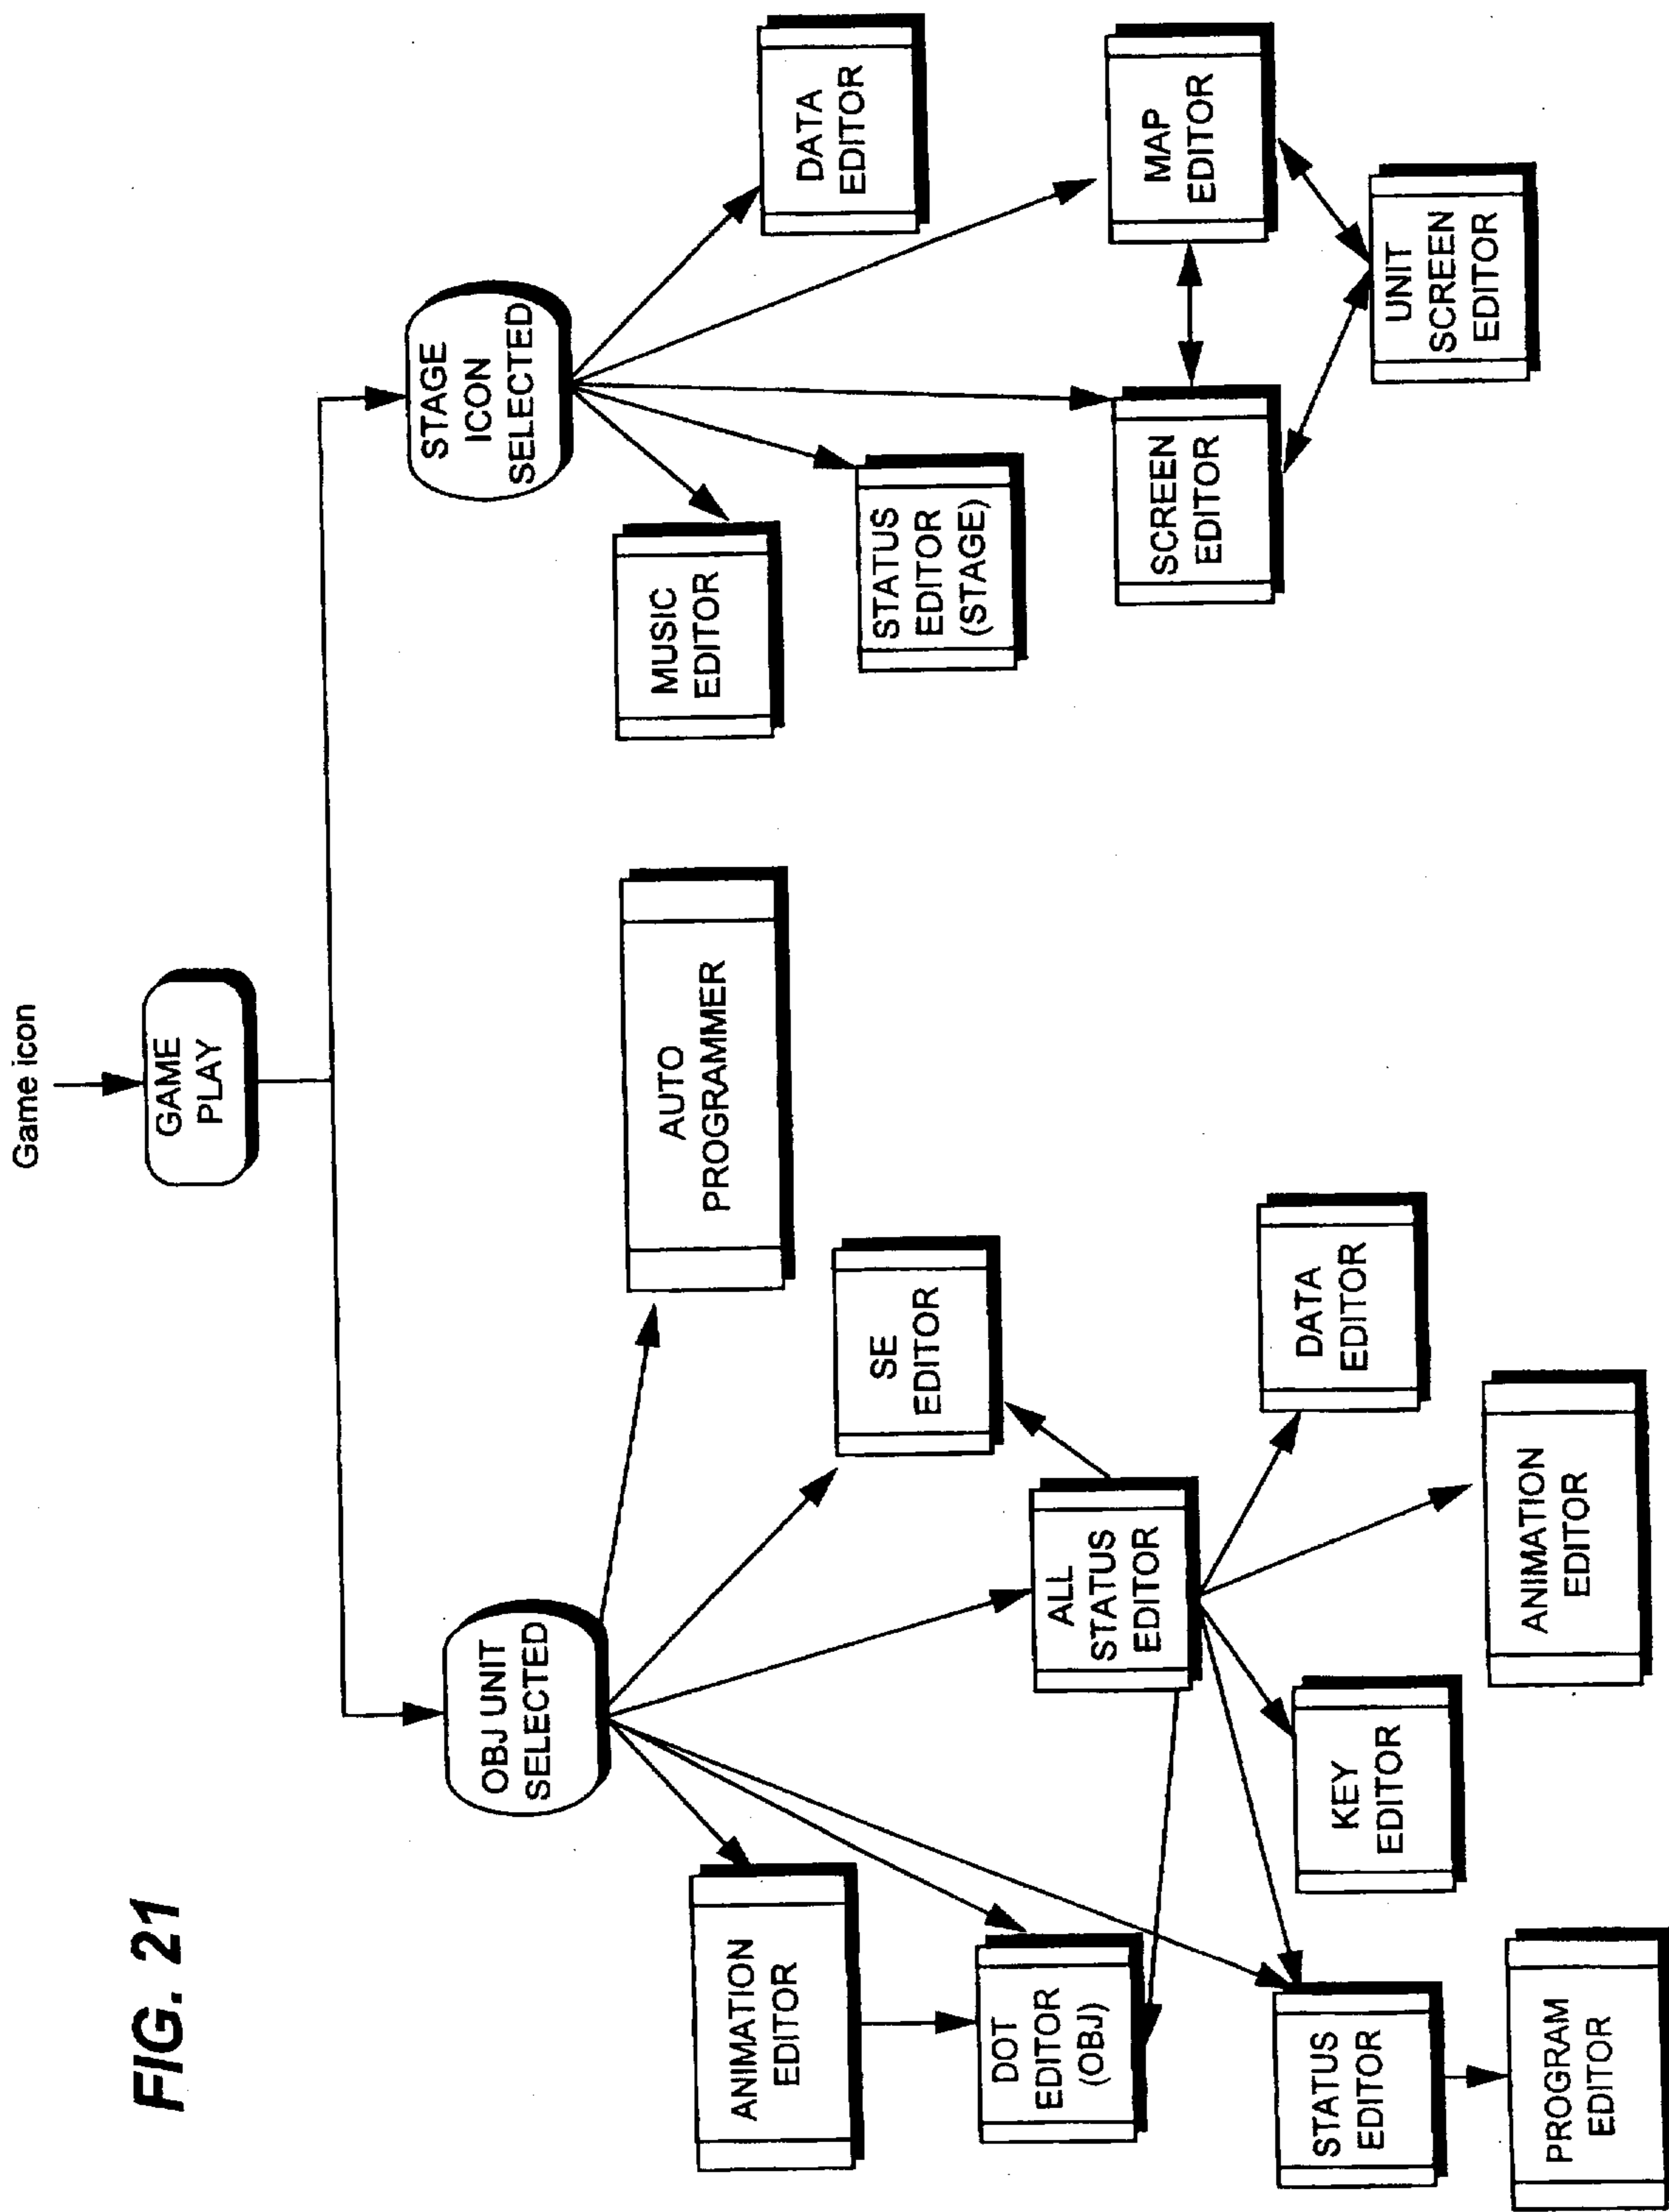 FIG. 21
Game icon
GAME
PLAY
OBJ UNIT
SELECTED
STAGE
ICON
SELECTED
ANIMATION
EDITOR
DOT
EDITOR
(OBJ)
STATUS
EDITOR
PROGRAM
EDITOR
ALL
STATUS
EDITOR
SE
EDITOR
AUTO
PROGRAMMER
KEY
EDITOR
ANIMATION
EDITOR
DATA
EDITOR
MUSIC
EDITOR
STATUS
EDITOR
(STAGE)
SCREEN
EDITOR
DATA
EDITOR
MAP
EDITOR
UNIT
SCREEN
EDITOR